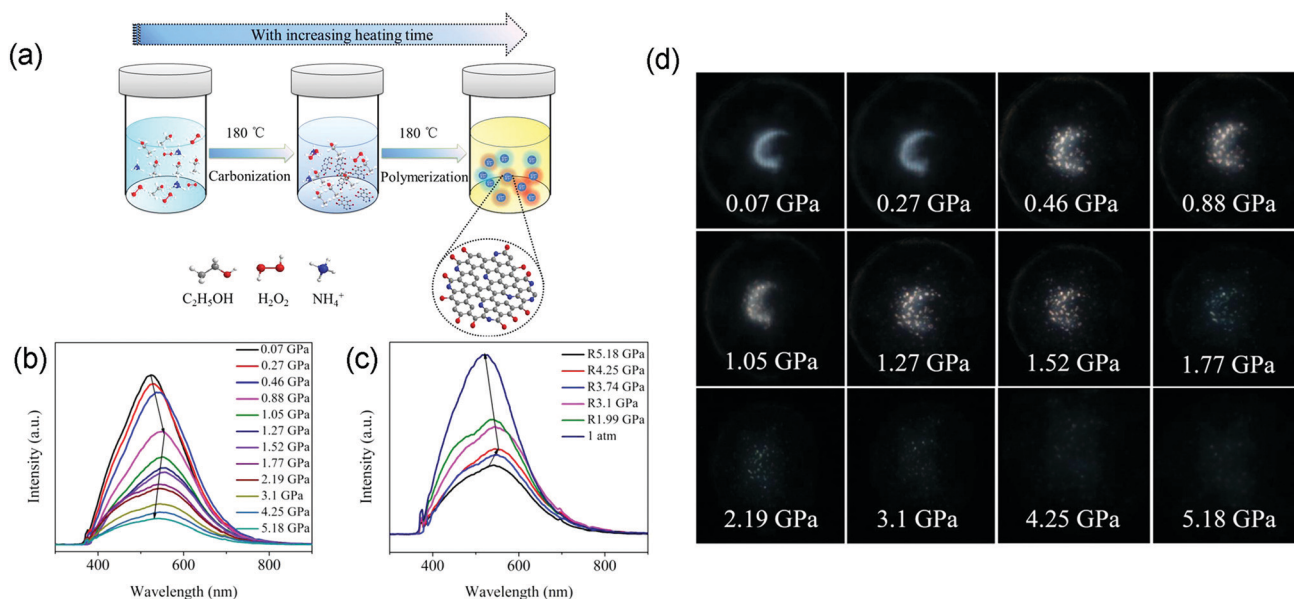 (a)
With increasing heating time
180 ℃
Carbonization
180 ℃
Polymerization
C₂H₅OH
H₂O₂
NH₄⁺
(b)
Intensity (a.u.)
0.07 GPa
0.27 GPa
0.46 GPa
0.88 GPa
1.05 GPa
1.27 GPa
1.52 GPa
1.77 GPa
2.19 GPa
3.1 GPa
4.25 GPa
5.18 GPa
400
600
800
Wavelength (nm)
(c)
Intensity (a.u.)
R5.18 GPa
R4.25 GPa
R3.74 GPa
R3.1 GPa
R1.99 GPa
1 atm
400
600
800
Wavelength (nm)
(d)
0.07 GPa
0.27 GPa
0.46 GPa
0.88 GPa
1.05 GPa
1.27 GPa
1.52 GPa
1.77 GPa
2.19 GPa
3.1 GPa
4.25 GPa
5.18 GPa